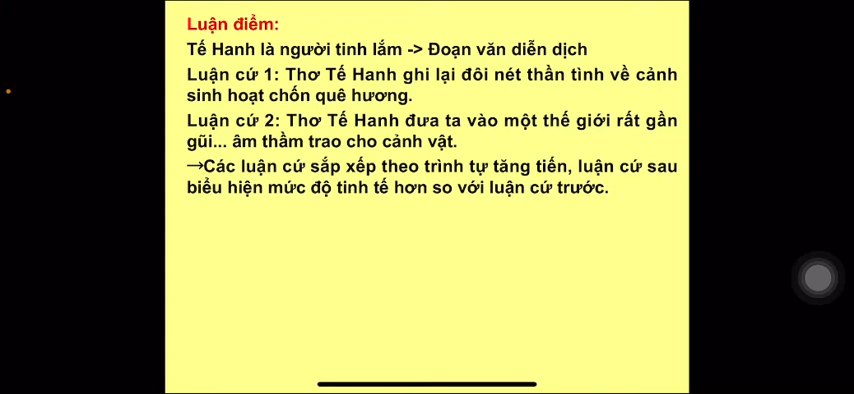 Luận điểm:
Tế Hanh là người tinh lắm -> Đoạn văn diễn dịch
Luận cứ 1: Thơ Tế Hanh ghi lại đôi nét thần tình về cảnh
sinh hoạt chốn quê hương.
Luận cứ 2: Thơ Tế Hanh đưa ta vào một thế giới rất gần
gũi... âm thầm trao cho cảnh vật.
→Các luận cứ sắp xếp theo trình tự tăng tiến, luận cứ sau
biểu hiện mức độ tinh tế hơn so với luận cứ trước.